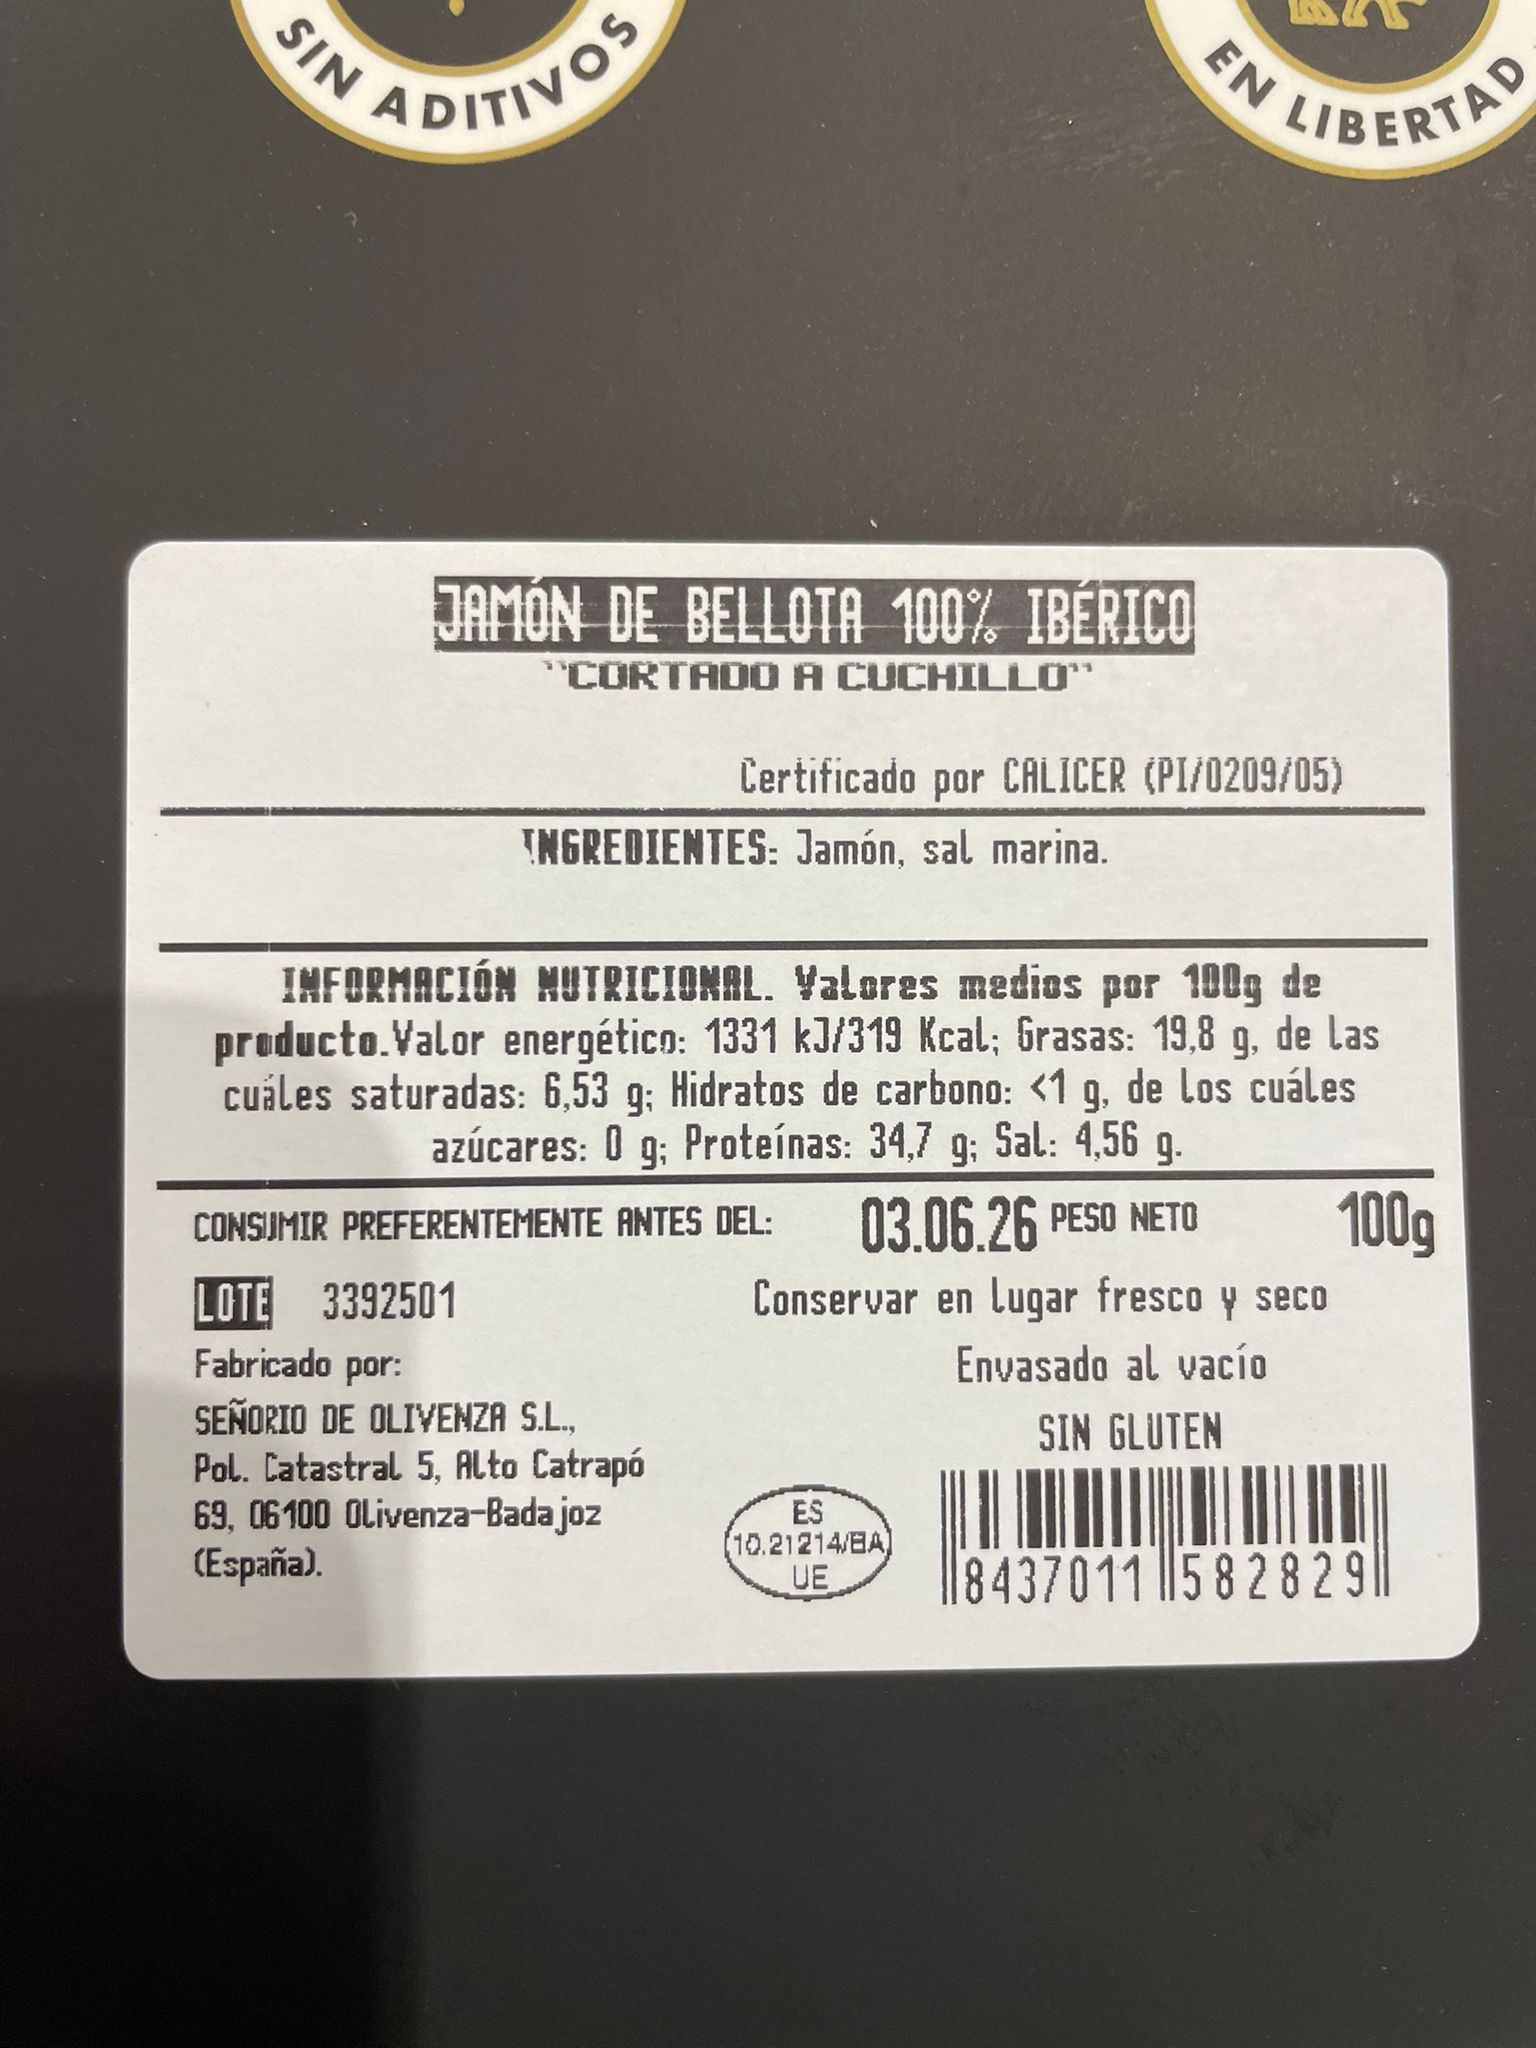 SIN ADITIVOS
EN LIBERTAD
JAMÓN DE BELLOTA 100% IBÉRICO
"CORTADO A CUCHILLO"
Certificado por CALICER (PI/0209/05)
INGREDIENTES: Jamón, sal marina.
INFORMACIÓN NUTRICIONAL. Valores medios por 100g de
producto.Valor energético: 1331 kJ/319 Kcal; Grasas: 19,8 g, de las
cuáles saturadas: 6,53 g; Hidratos de carbono: <1 g, de los cuáles
azúcares: 0 g; Proteínas: 34,7 g; Sal: 4,56 g.
CONSUMIR PREFERENTEMENTE ANTES DEL: 03.06.26 PESO NETO 100g
LOTE 3392501
Conservar en lugar fresco y seco
Envasado al vacío
SIN GLUTEN
Fabricado por:
SEÑORIO DE OLIVENZA S.L.,
Pol. Catastral 5, Alto Catrapó
69, 06100 Olivenza-Badajoz
(España).
ES
10.21214/BA
UE
8437011 582829